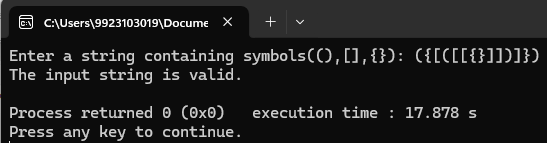 C:\Users\9923103019\Docume
Enter a string containing symbols((),[],{}): ({[([[{}]])]})
The input string is valid.
Process returned 0 (0x0)   execution time : 17.878 s
Press any key to continue.